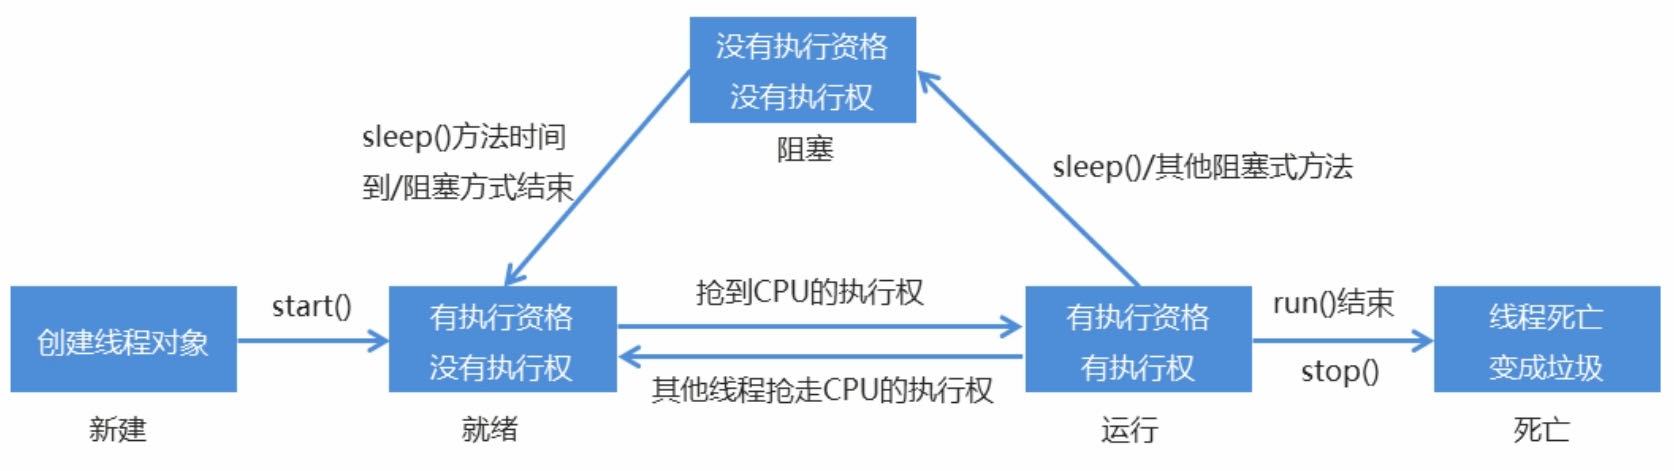 没有执行资格
没有执行权
阻塞
sleep()方法时间
到/阻塞方式结束
sleep()/其他阻塞式方法
创建线程对象
新建
start()
有执行资格
没有执行权
就绪
抢到CPU的执行权
其他线程抢走CPU的执行权
有执行资格
有执行权
运行
run()结束
stop()
线程死亡
变成垃圾
死亡